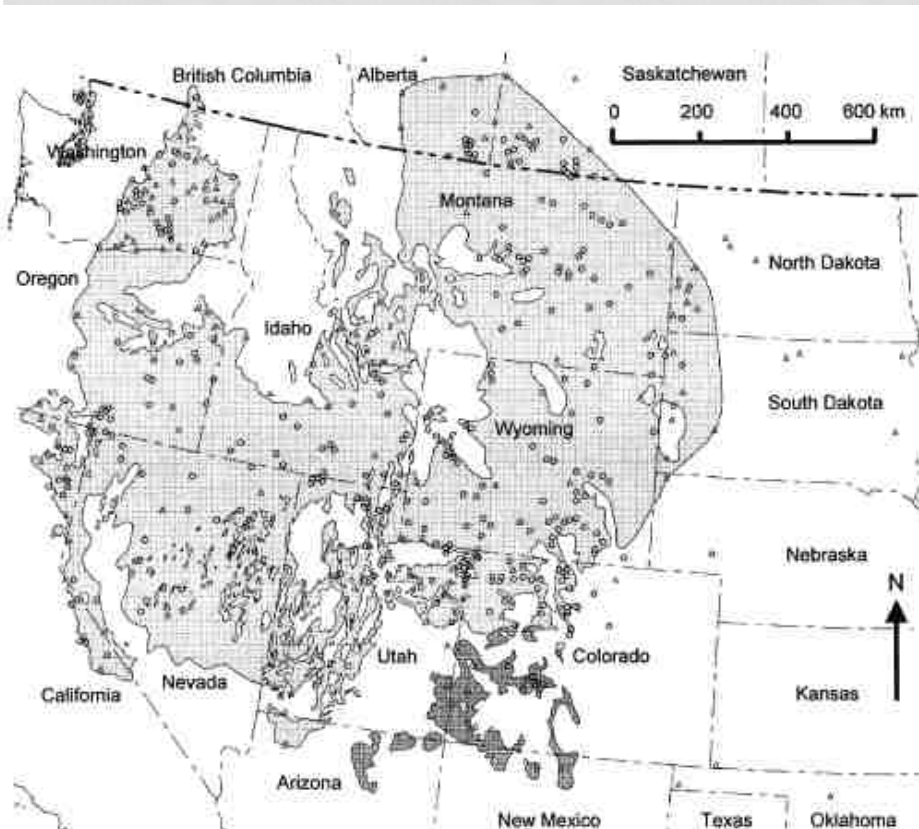 British Columbia
Alberta
Saskatchewan
0 200 400 600 km
Washington
Montana
Oregon
North Dakota
Idaho
South Dakota
Wyoming
Nebraska
N
Utah
Colorado
Nevada
California
Kansas
Arizona
New Mexico
Texas
Oklahoma